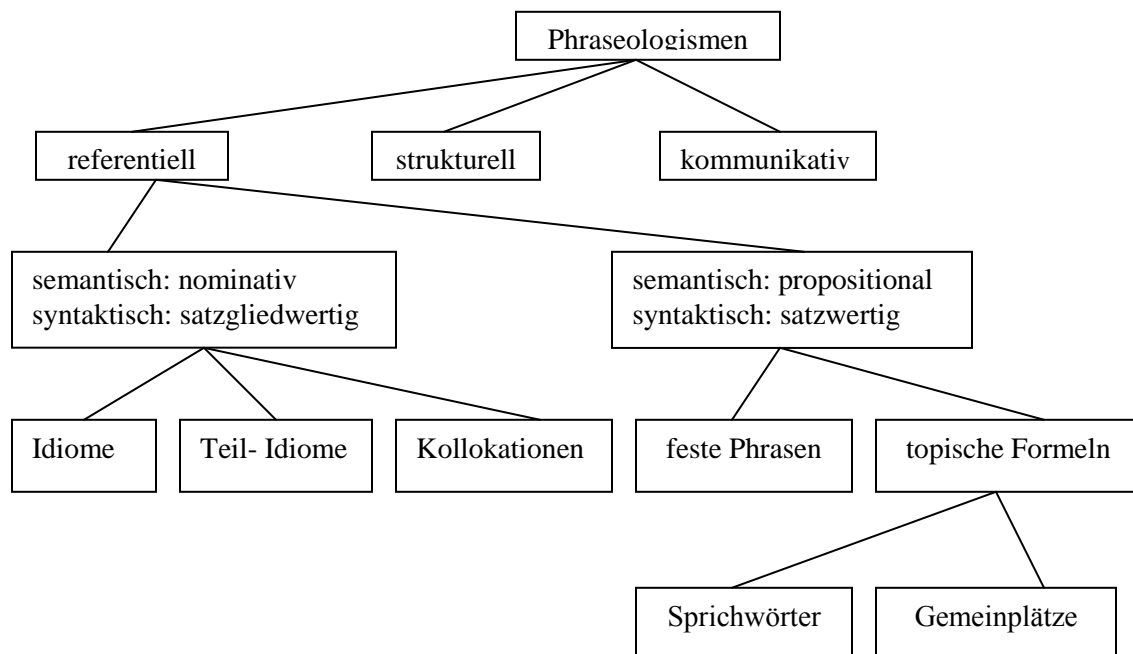 Phraseologismen
referentiell
strukturell
kommunikativ
semantisch: nominativ
syntaktisch: satzgliedwertig
semantisch: propositional
syntaktisch: satzwertig
Idiome
Teil- Idiome
Kollokationen
feste Phrasen
topische Formeln
Sprichwörter
Gemeinplätze